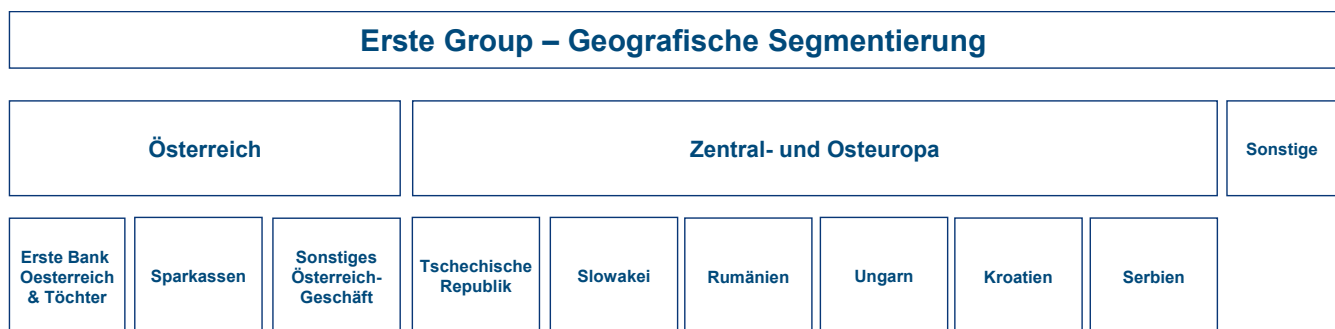 Erste Group – Geografische Segmentierung
Österreich
Zentral- und Osteuropa
Sonstige
Erste Bank
Oesterreich
& Töchter
Sparkassen
Sonstiges
Österreich-
Geschäft
Tschechische
Republik
Slowakei
Rumänien
Ungarn
Kroatien
Serbien